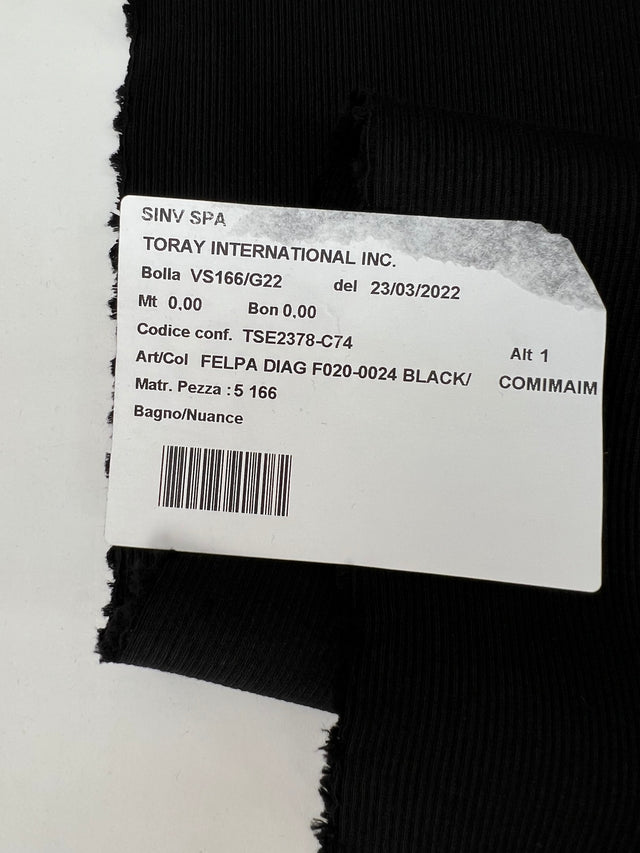 SINV SPA
TORAY INTERNATIONAL INC.
Bolla VS166/G22 del 23/03/2022
Mt 0,00 Bon 0,00
Codice conf. TSE2378-C74 Alt 1
Art/Col FELPA DIAG F020-0024 BLACK/ COMIMAIM
Matr. Pezza : 5 166
Bagno/Nuance